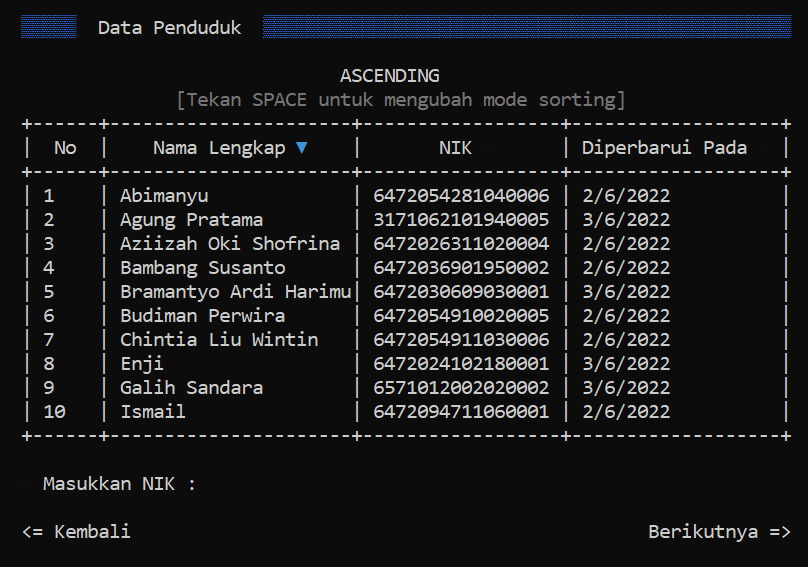 Data Penduduk
ASCENDING
[Tekan SPACE untuk mengubah mode sorting]
+------+----------------------+------------------+-------------------+
|  No  |    Nama Lengkap ▼    |       NIK        | Diperbarui Pada   |
+------+----------------------+------------------+-------------------+
| 1    | Abimanyu             | 6472054281040006 | 2/6/2022          |
| 2    | Agung Pratama        | 3171062101940005 | 3/6/2022          |
| 3    | Aziizah Oki Shofrina | 6472026311020004 | 2/6/2022          |
| 4    | Bambang Susanto      | 6472036901950002 | 2/6/2022          |
| 5    | Bramantyo Ardi Harimu| 6472030609030001 | 3/6/2022          |
| 6    | Budiman Perwira      | 6472054910020005 | 2/6/2022          |
| 7    | Chintia Liu Wintin   | 6472054911030006 | 2/6/2022          |
| 8    | Enji                 | 6472024102180001 | 3/6/2022          |
| 9    | Galih Sandara        | 6571012002020002 | 3/6/2022          |
| 10   | Ismail               | 6472094711060001 | 2/6/2022          |
+------+----------------------+------------------+-------------------+
Masukkan NIK :
<= Kembali Berikutnya =>